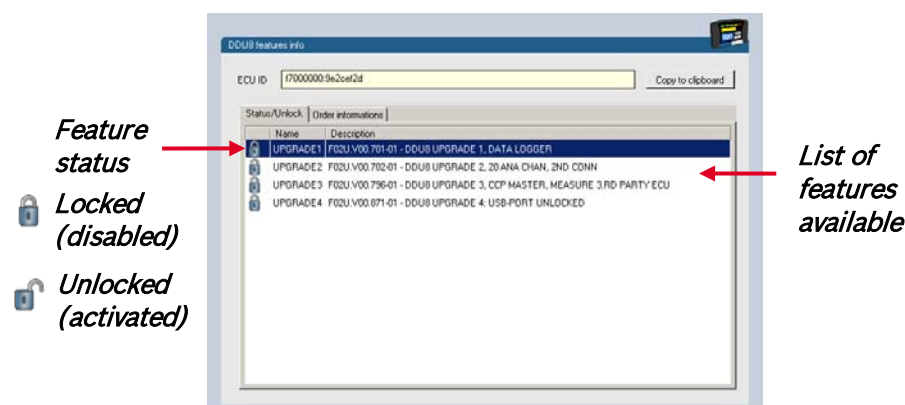 DDU8 features info
ECU ID f7000000:9e2cef2d Copy to clipboard
Status/Unlock Order informations
Name Description
UPGRADE1 F02U.V00.701-01 - DDU8 UPGRADE 1, DATA LOGGER
UPGRADE2 F02U.V00.702-01 - DDU8 UPGRADE 2, 20 ANA CHAN, 2ND CONN
UPGRADE3 F02U.V00.796-01 - DDU8 UPGRADE 3, CCP MASTER, MEASURE 3.RD PARTY ECU
UPGRADE4 F02U.V00.871-01 - DDU8 UPGRADE 4: USB-PORT UNLOCKED
Feature
status
Locked
(disabled)
Unlocked
(activated)
List of
features
available